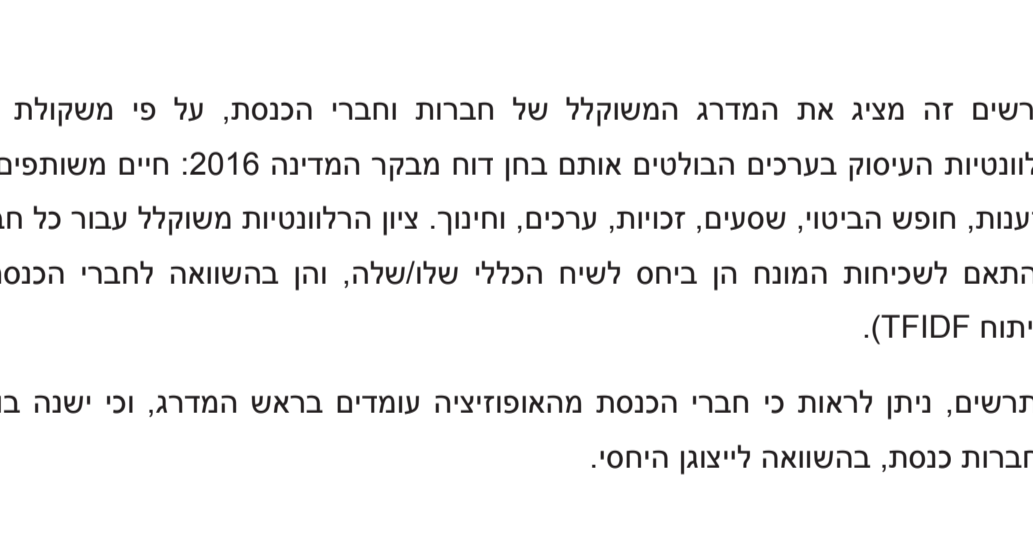 רשים זה מציג את המדרג המשוקלל של חברות וחברי הכנסת, על פי משקולת
לוונטיות העיסוק בערכים הבולטים אותם בחן דוח מבקר המדינה 2016: חיים משותפים
ענות, חופש הביטוי, שסעים, זכויות, ערכים, וחינוך. ציון הרלוונטיות משוקלל עבור כל חב
התאם לשכיחות המונח הן ביחס לשיח הכללי שלו/שלה, והן בהשוואה לחברי הכנסת
יתוח TFIDF).
תרשים, ניתן לראות כי חברי הכנסת מהאופוזיציה עומדים בראש המדרג, וכי ישנה בו
חברות כנסת, בהשוואה לייצוגן היחסי.